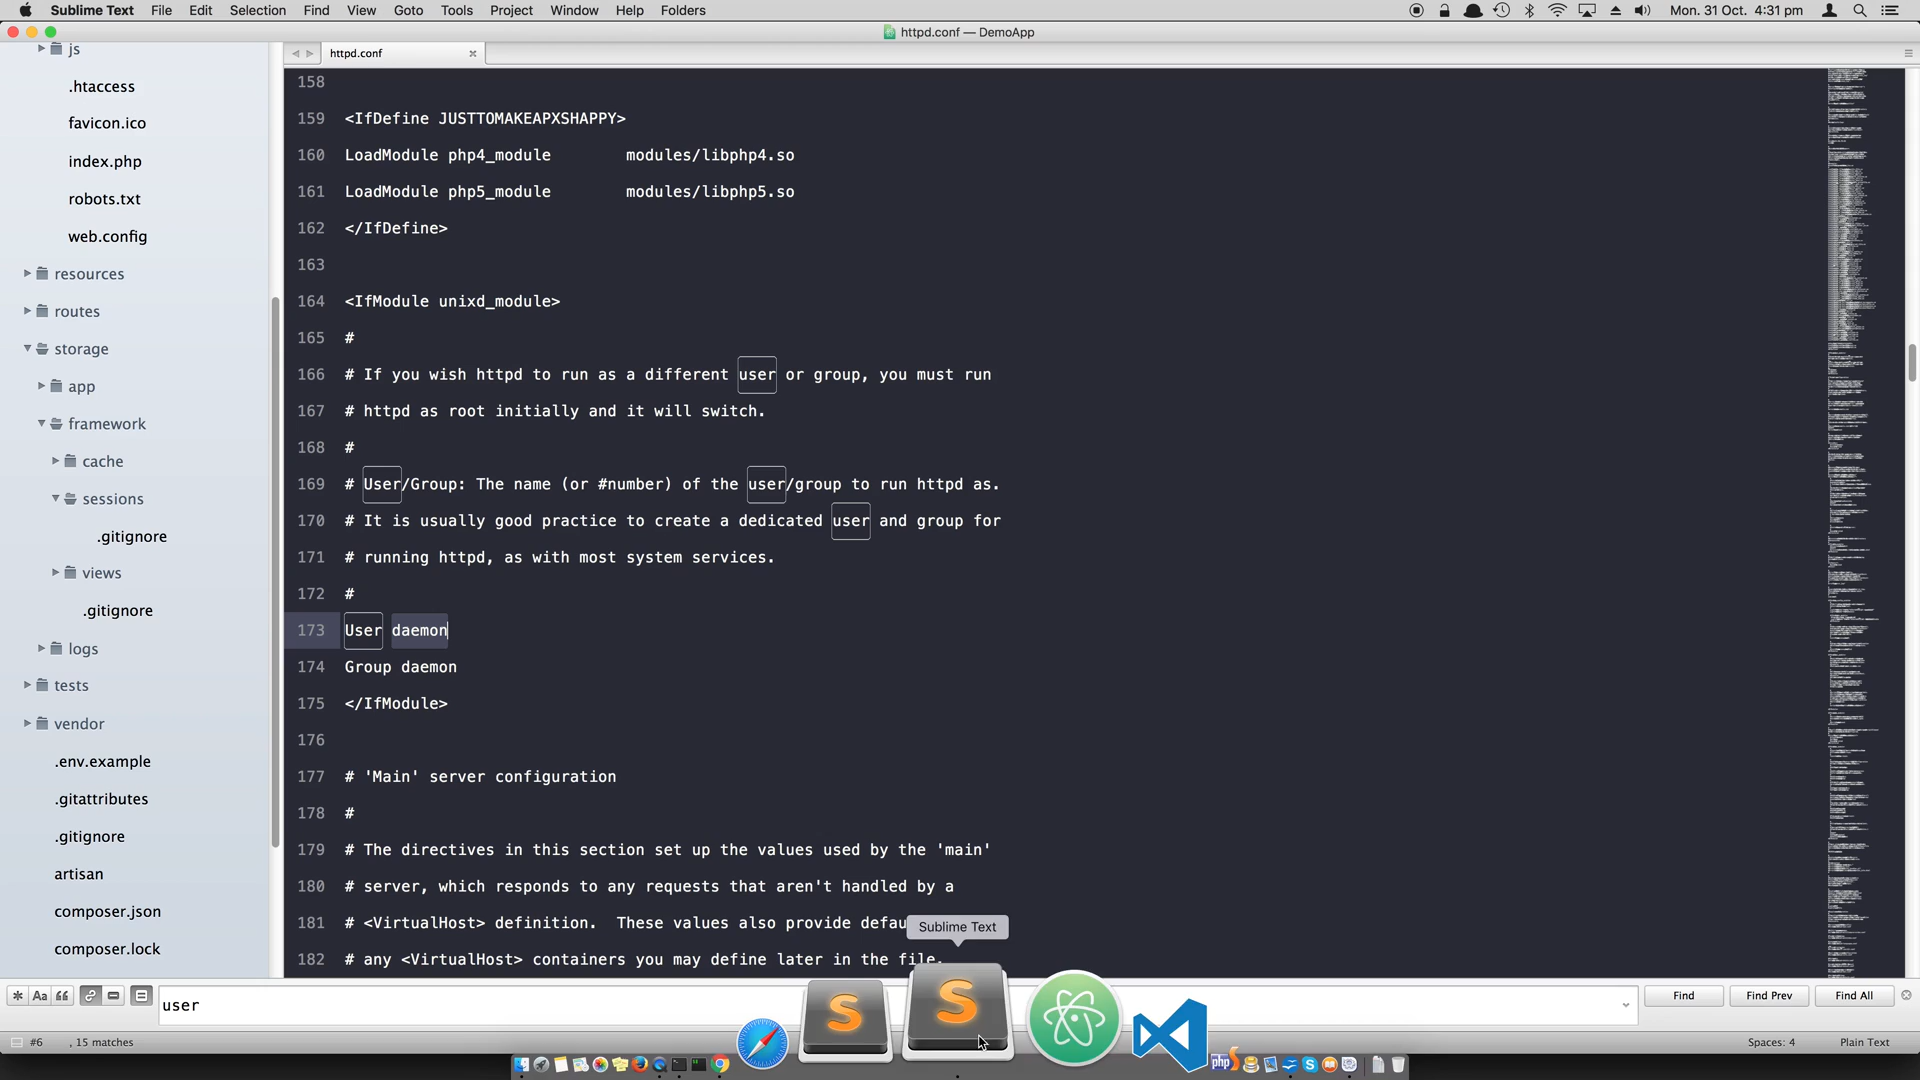 Sublime Text File Edit Selection Find View Goto Tools Project Window Help Folders Mon. 31 Oct. 4:31 pm
httpd.conf — DemoApp
js
.htaccess
favicon.ico
index.php
robots.txt
web.config
resources
routes
storage
app
framework
cache
sessions
.gitignore
views
.gitignore
logs
tests
vendor
.env.example
.gitattributes
.gitignore
artisan
composer.json
composer.lock
httpd.conf
158
159 <IfDefine JUSTTOMAKEAPXSHAPPY>
160 LoadModule php4_module modules/libphp4.so
161 LoadModule php5_module modules/libphp5.so
162 </IfDefine>
163
164 <IfModule unixd_module>
165 #
166 # If you wish httpd to run as a different user or group, you must run
167 # httpd as root initially and it will switch.
168 #
169 # User/Group: The name (or #number) of the user/group to run httpd as.
170 # It is usually good practice to create a dedicated user and group for
171 # running httpd, as with most system services.
172 #
173 User daemon
174 Group daemon
175 </IfModule>
176
177 # 'Main' server configuration
178 #
179 # The directives in this section set up the values used by the 'main'
180 # server, which responds to any requests that aren't handled by a
181 # <VirtualHost> definition. These values also provide defau
182 # any <VirtualHost> containers you may define later in the file.
Sublime Text
Aa
user
Find Find Prev Find All
#6 , 15 matches
Spaces: 4 Plain Text
S
S
php